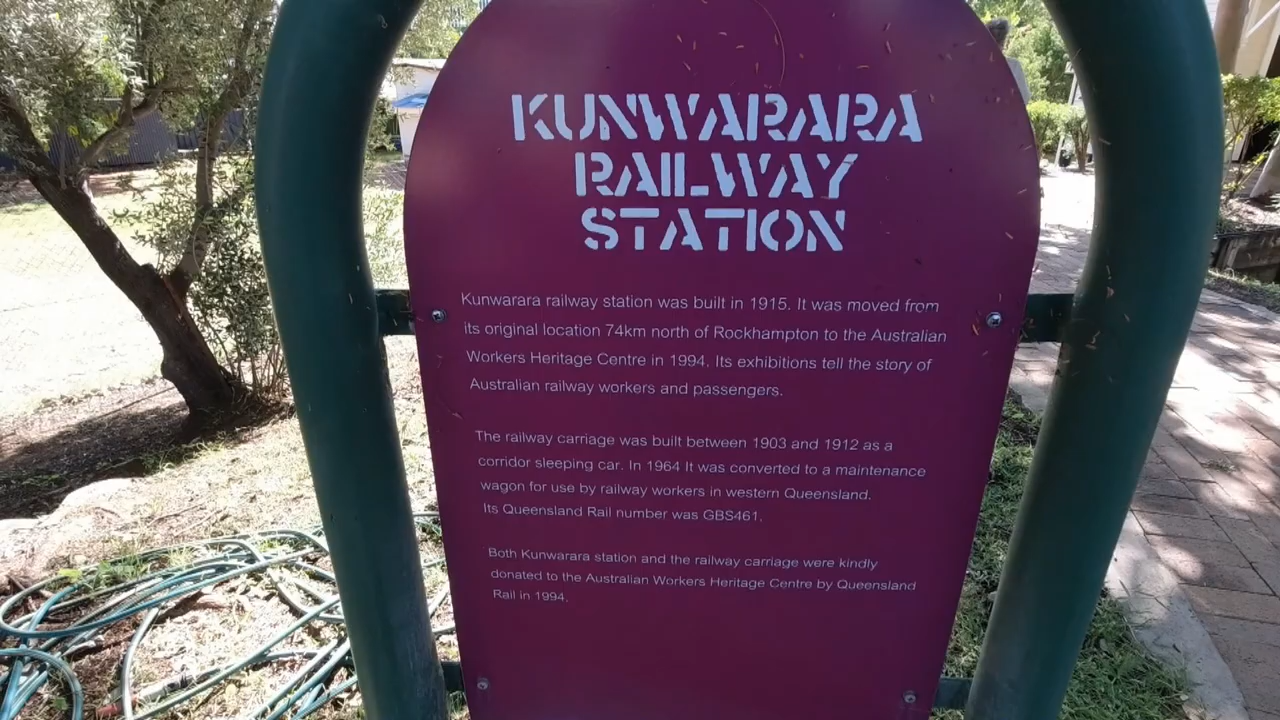 KUNWARARA
RAILWAY
STATION
Kunwarara railway station was built in 1915. It was moved from
its original location 74km north of Rockhampton to the Australian
Workers Heritage Centre in 1994. Its exhibitions tell the story of
Australian railway workers and passengers.
The railway carriage was built between 1903 and 1912 as a
corridor sleeping car. In 1964 It was converted to a maintenance
wagon for use by railway workers in western Queensland.
Its Queensland Rail number was GBS461.
Both Kunwarara station and the railway carriage were kindly
donated to the Australian Workers Heritage Centre by Queensland
Rail in 1994.